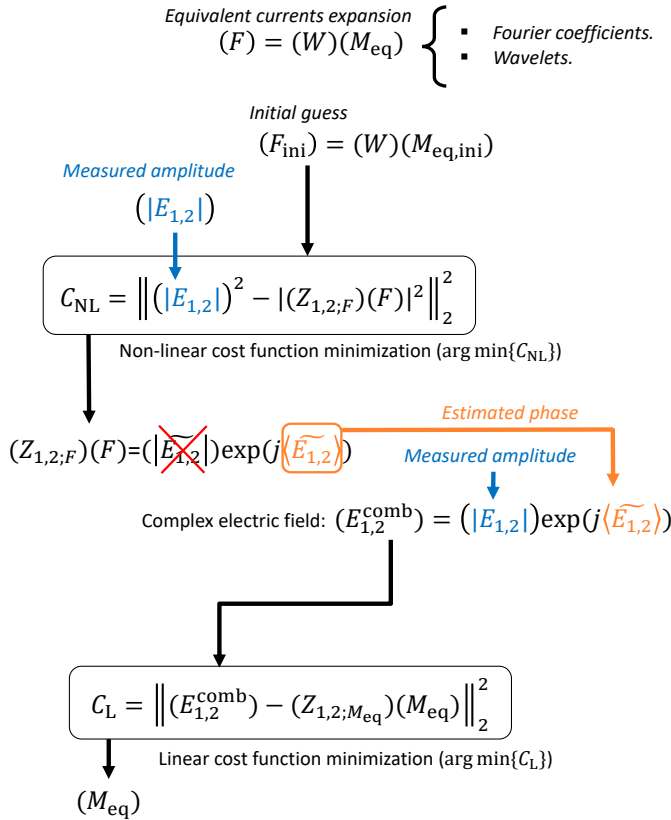 Equivalent currents expansion
(F) = (W)(M_eq)
▪ Fourier coefficients.
▪ Wavelets.
Initial guess
(F_ini) = (W)(M_eq,ini)
Measured amplitude
(|E_1,2|)
C_NL = ‖(|E_1,2|)^2 − |(Z_1,2;F)(F)|^2‖_2^2
Non-linear cost function minimization (arg min{C_NL})
Estimated phase
(Z_1,2;F)(F)=(|Ẽ_1,2|)exp(j⟨Ẽ_1,2⟩)
Measured amplitude
Complex electric field: (E_1,2^comb) = (|E_1,2|)exp(j⟨Ẽ_1,2⟩)
C_L = ‖(E_1,2^comb) − (Z_1,2;M_eq)(M_eq)‖_2^2
Linear cost function minimization (arg min{C_L})
(M_eq)